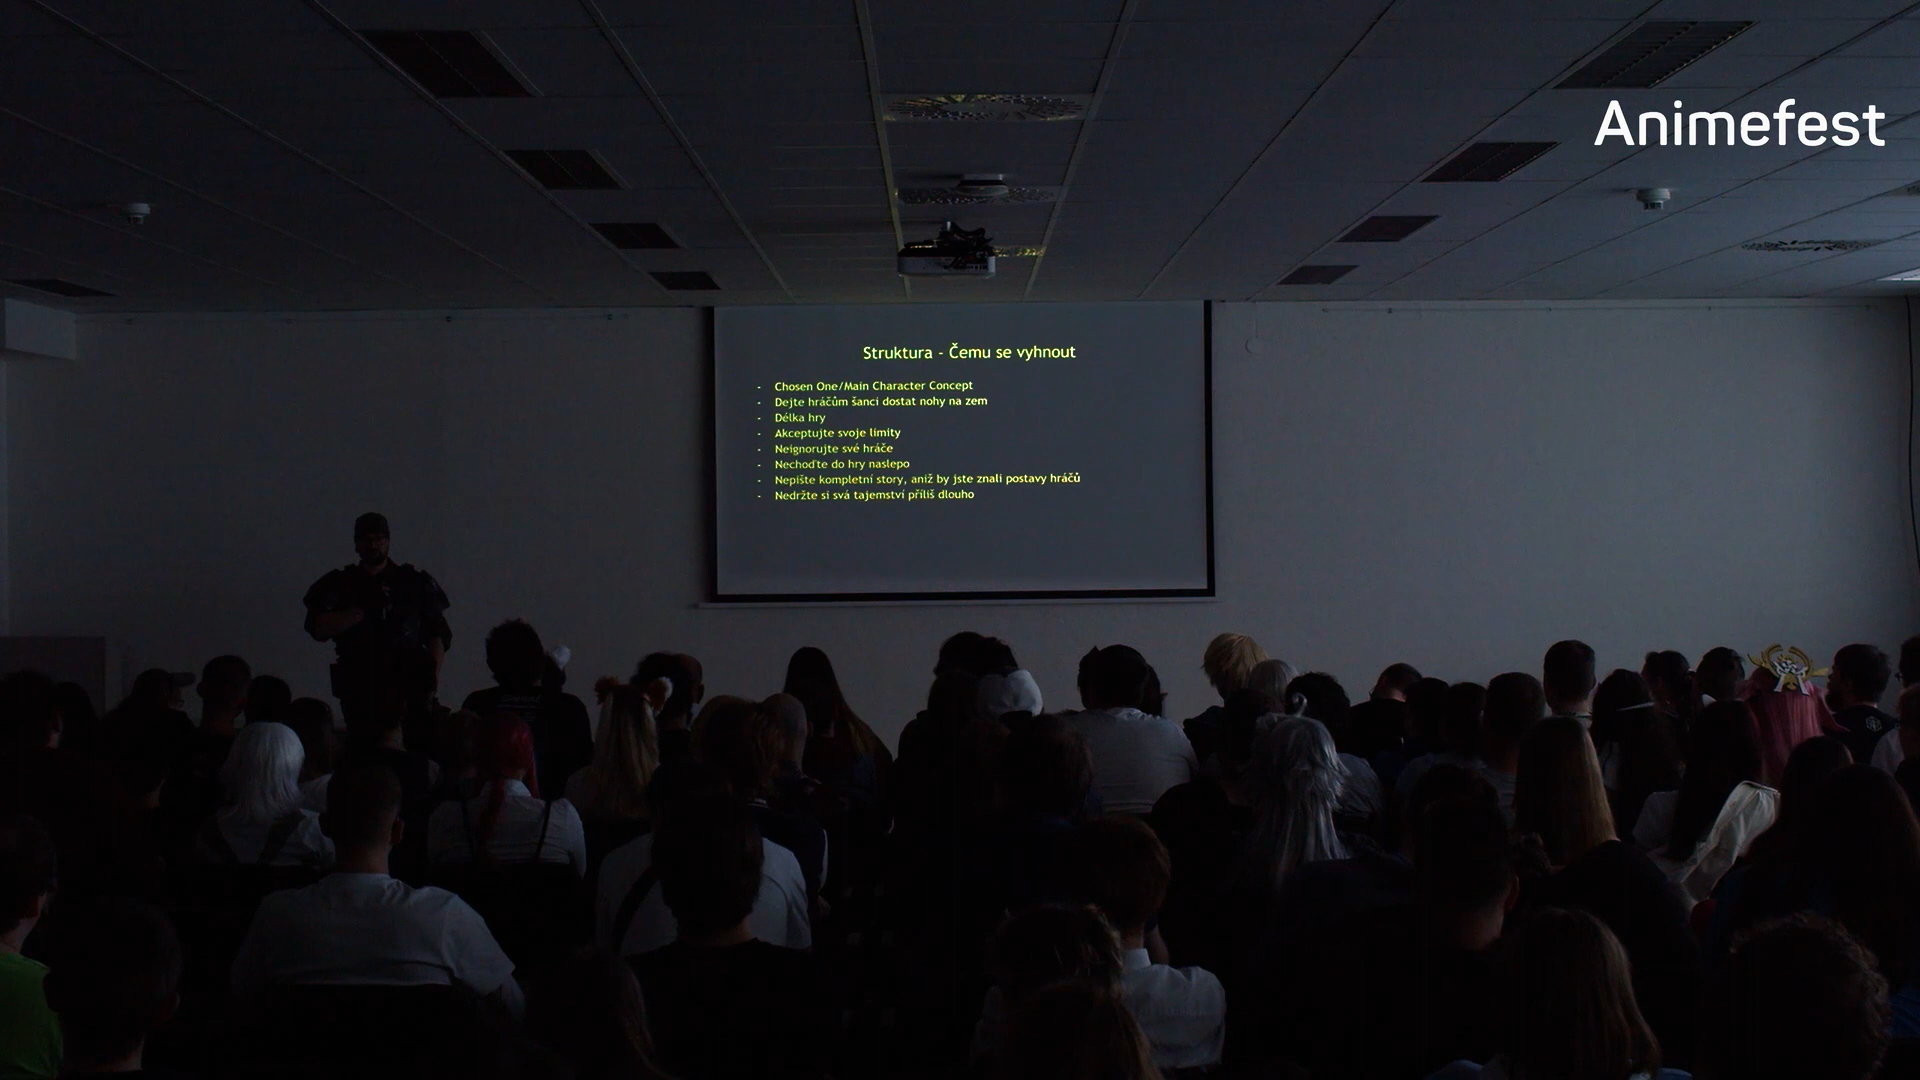 Animefest
Struktura - Čemu se vyhnout
- Chosen One/Main Character Concept
- Dejte hráčům šanci dostat nohy na zem
- Délka hry
- Akceptujte svoje limity
- Neignorujte své hráče
- Nechoďte do hry naslepo
- Nepište kompletní story, aniž by jste znali postavy hráčů
- Nedržte si svá tajemství příliš dlouho